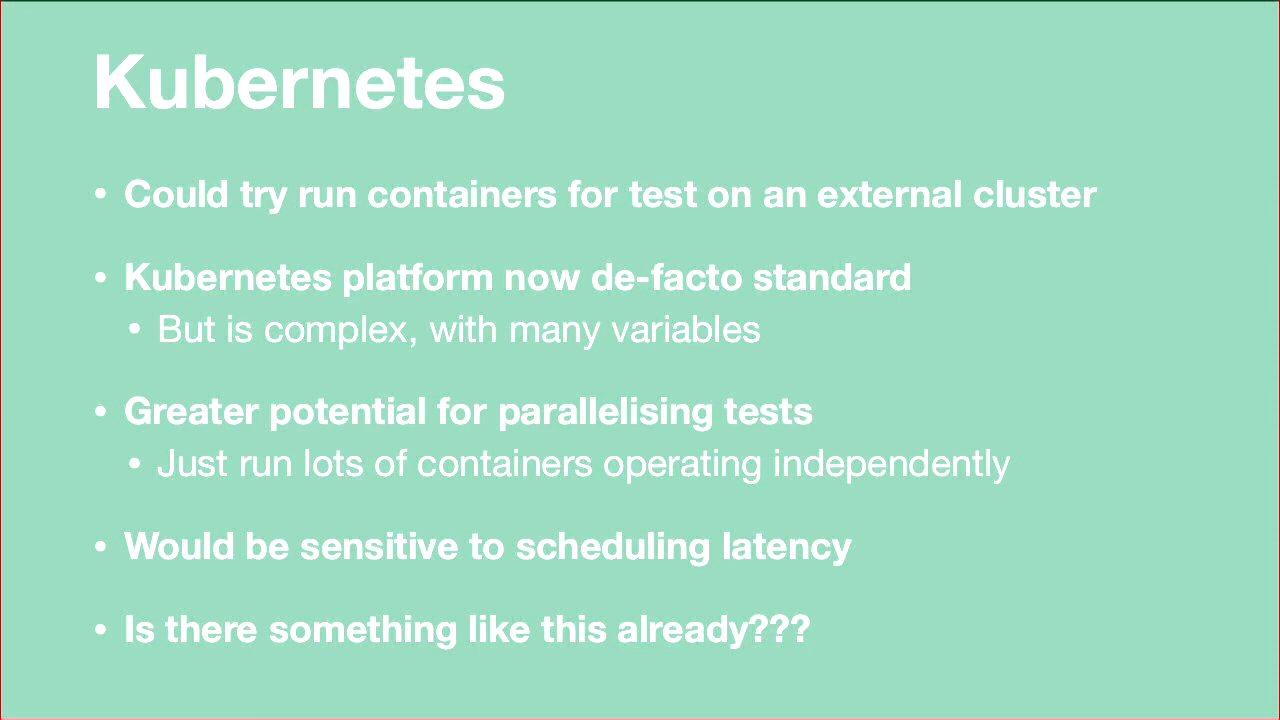 Kubernetes
• Could try run containers for test on an external cluster
• Kubernetes platform now de-facto standard
• But is complex, with many variables
• Greater potential for parallelising tests
• Just run lots of containers operating independently
• Would be sensitive to scheduling latency
• Is there something like this already???